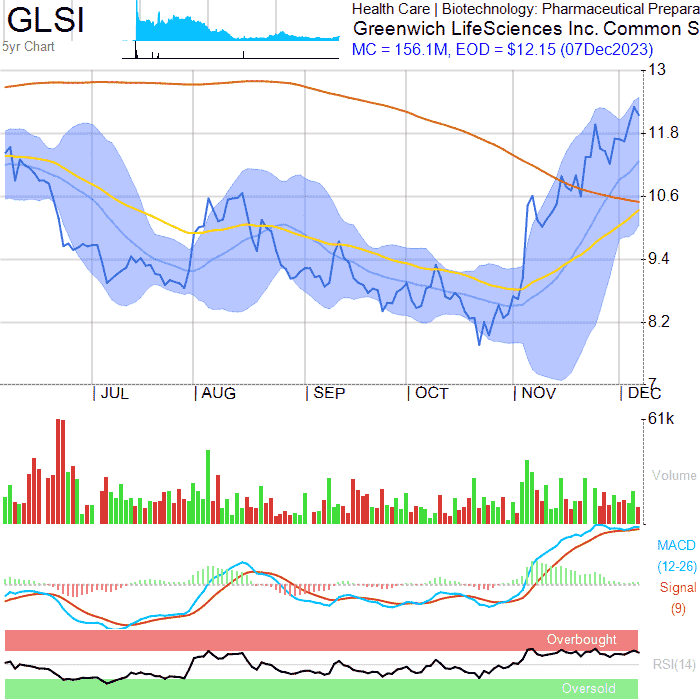 GLSI
5yr Chart
Health Care | Biotechnology: Pharmaceutical Prepara
Greenwich LifeSciences Inc. Common S
MC = 156.1M, EOD = $12.15 (07Dec2023)
13
11.8
10.6
9.4
8.2
7
JUL AUG SEP OCT NOV DEC
61k
Volume
MACD
(12-26)
Signal
(9)
Overbought
RSI(14)
Oversold